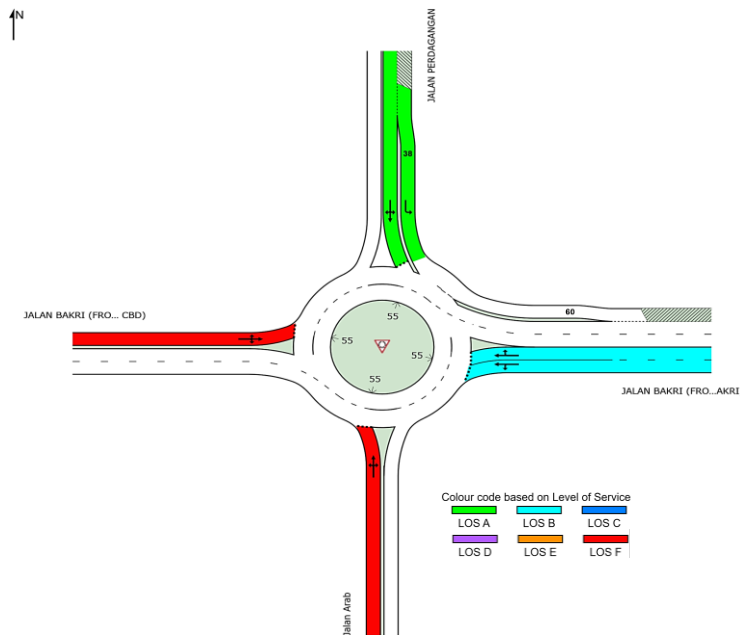 N
JALAN PERDAGANGAN
38
JALAN BAKRI (FRO... CBD)
60
55
55
55
55
JALAN BAKRI (FRO...AKRI
Jalan Arab
Colour code based on Level of Service
LOS A
LOS B
LOS C
LOS D
LOS E
LOS F